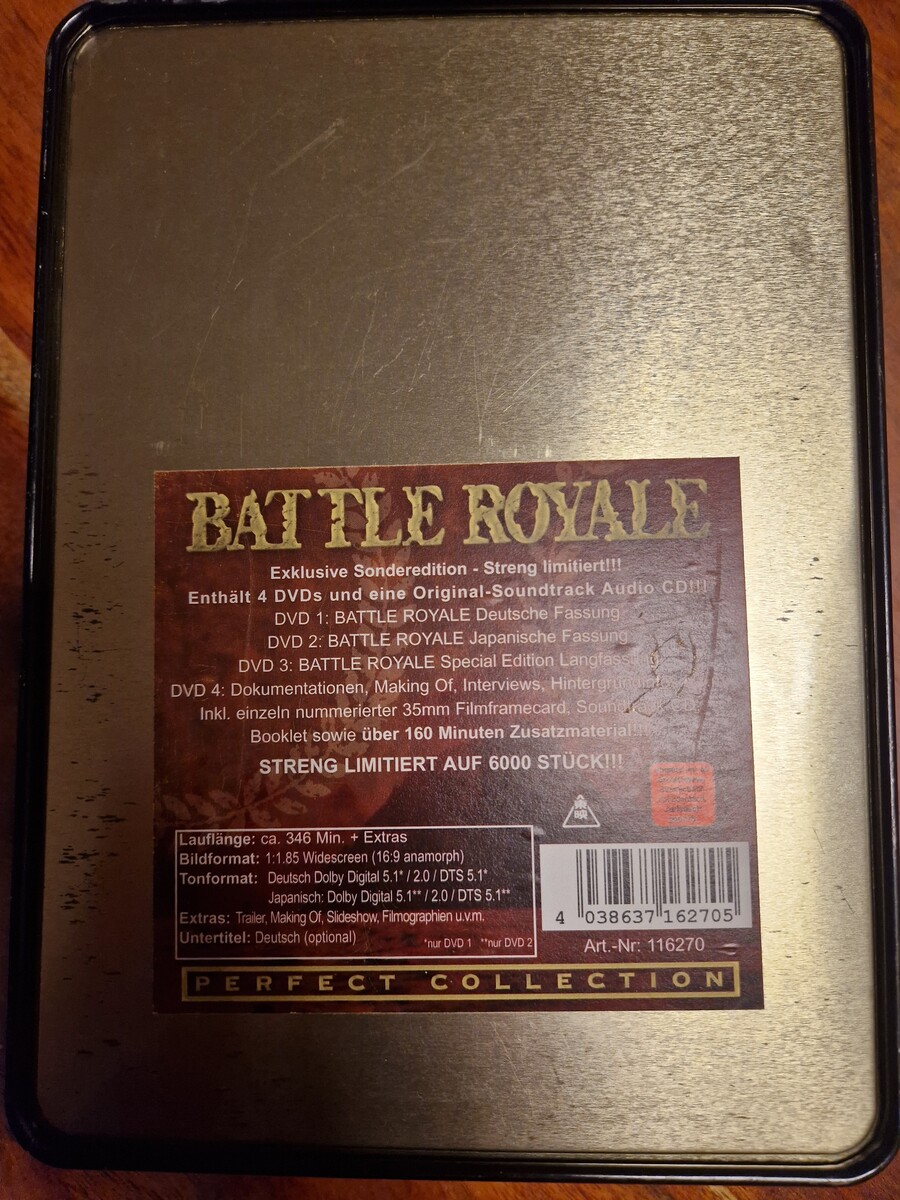 BATTLE ROYALE
Exklusive Sonderedition - Streng limitiert!!!
Enthält 4 DVDs und eine Original-Soundtrack Audio CD!!!
DVD 1: BATTLE ROYALE Deutsche Fassung
DVD 2: BATTLE ROYALE Japanische Fassung
DVD 3: BATTLE ROYALE Special Edition Langfassung
DVD 4: Dokumentationen, Making Of, Interviews,
Inkl. einzeln nummerierter 35mm Filmframecard, Soundtrack CD,
Booklet sowie über 160 Minuten Zusatzmaterial!!!
STRENG LIMITIERT AUF 6000 STÜCK!!!
Lauflänge: ca. 346 Min. + Extras
Bildformat: 1:1.85 Widescreen (16:9 anamorph)
Tonformat: Deutsch Dolby Digital 5.1* / 2.0 / DTS 5.1*
Japanisch: Dolby Digital 5.1** / 2.0 / DTS 5.1**
Extras: Trailer, Making Of, Slideshow, Filmographien u.v.m.
Untertitel: Deutsch (optional)
*nur DVD 1 **nur DVD 2
4 038637 162705
Art.-Nr: 116270
PERFECT COLLECTION